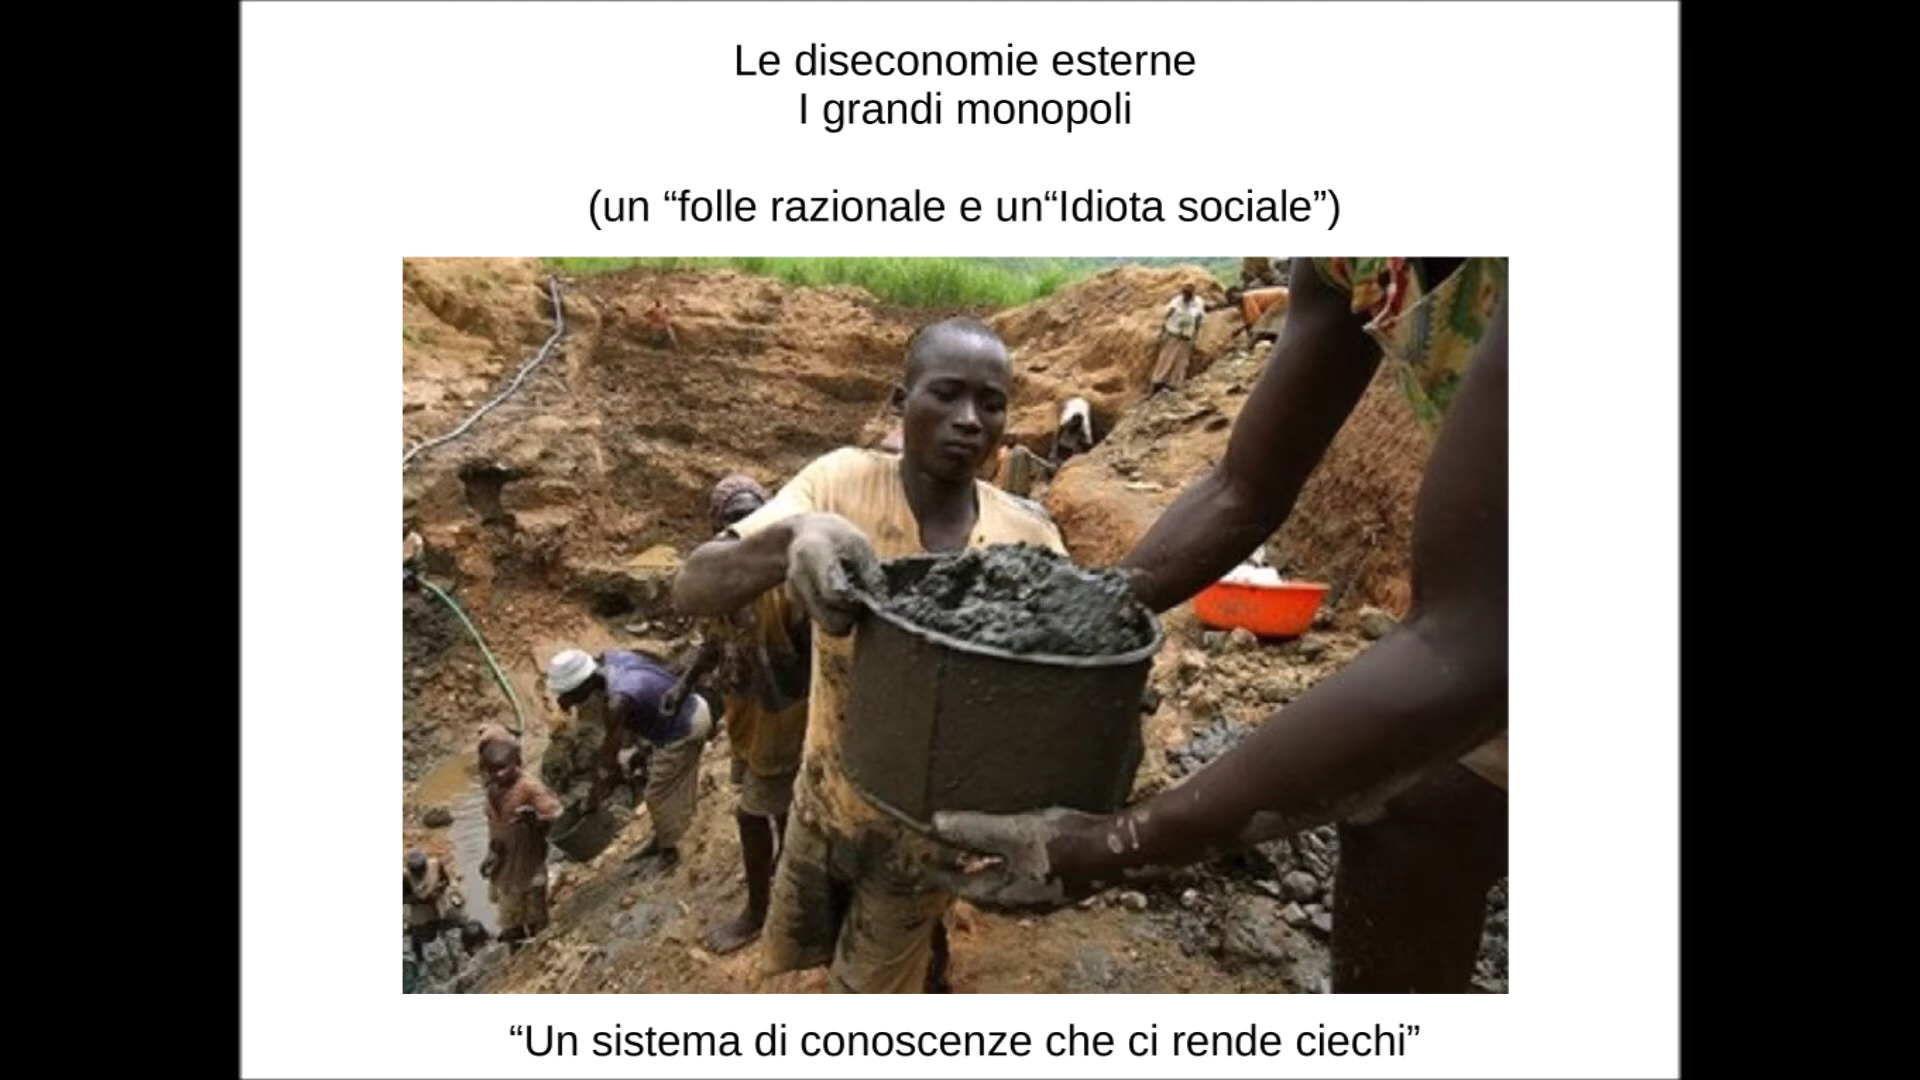 Le diseconomie esterne
I grandi monopoli
(un “folle razionale e un“Idiota sociale”)
“Un sistema di conoscenze che ci rende ciechi”